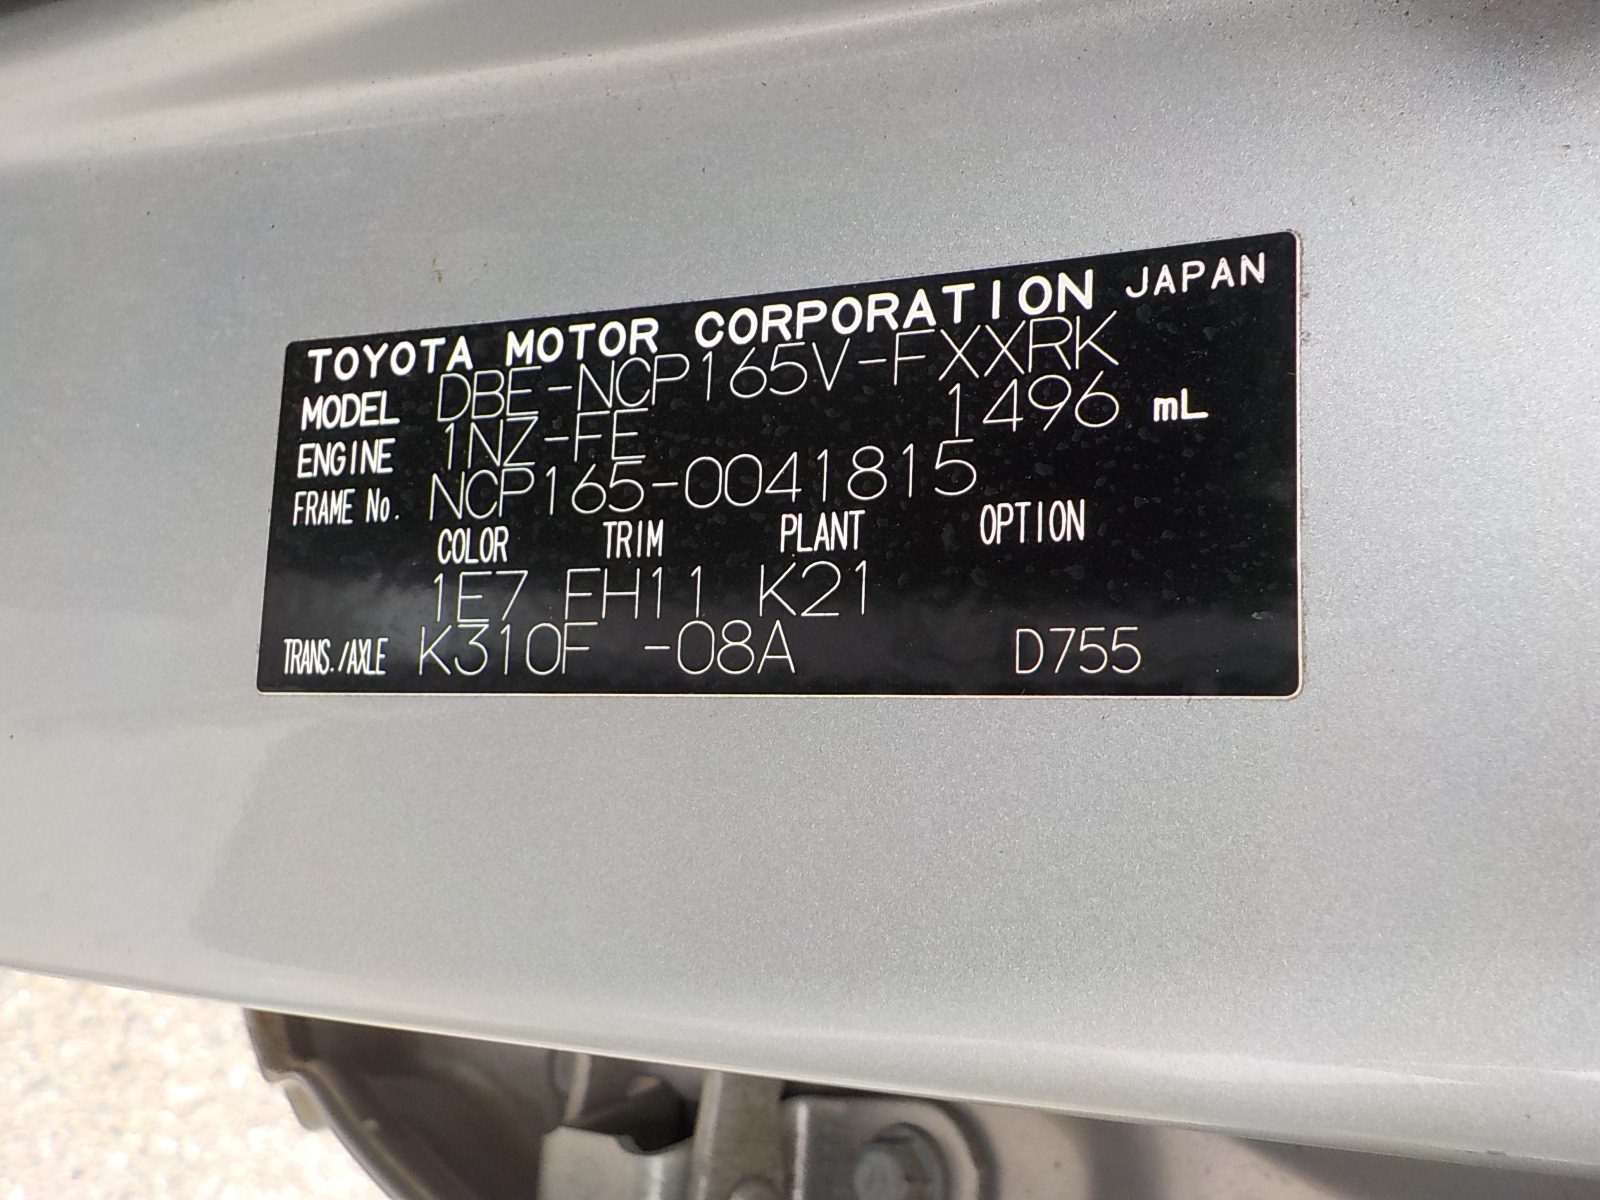 TOYOTA MOTOR CORPORATION JAPAN
MODEL DBE-NCP165V-FXXRK
ENGINE 1NZ-FE 1496 mL
FRAME No. NCP165-0041815
COLOR TRIM PLANT OPTION
1E7 FH11 K21
TRANS./AXLE K310F -08A D755